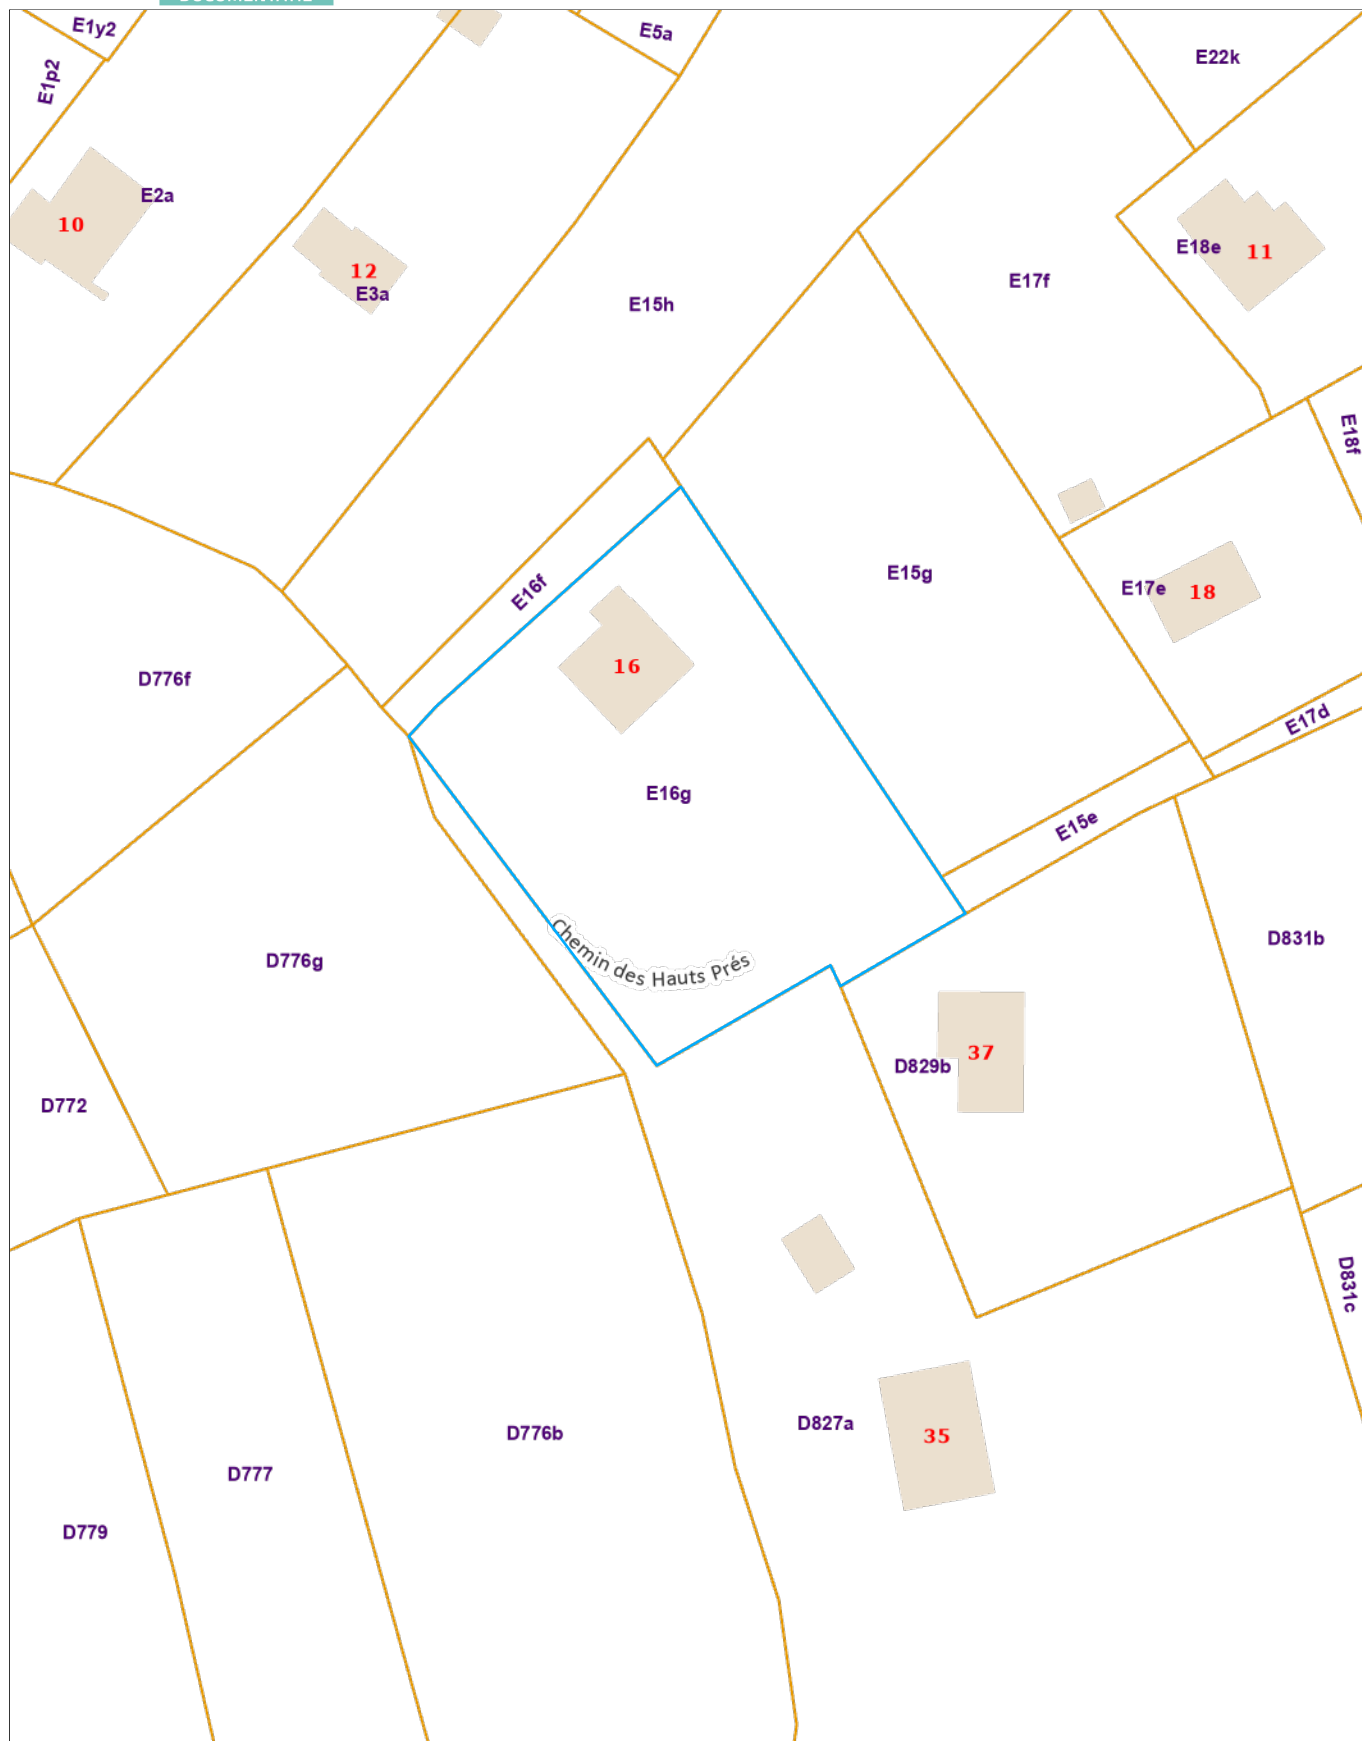 E1y2
E5a
E22k
E1p2
E2a
10
12
E3a
E15h
E17f
E18e
11
E18f
E16f
E15g
E17e
18
16
D776f
E17d
E16g
E15e
Chemin des Hauts Prés
D776g
D831b
D829b
37
D772
D831c
D827a
35
D776b
D777
D779